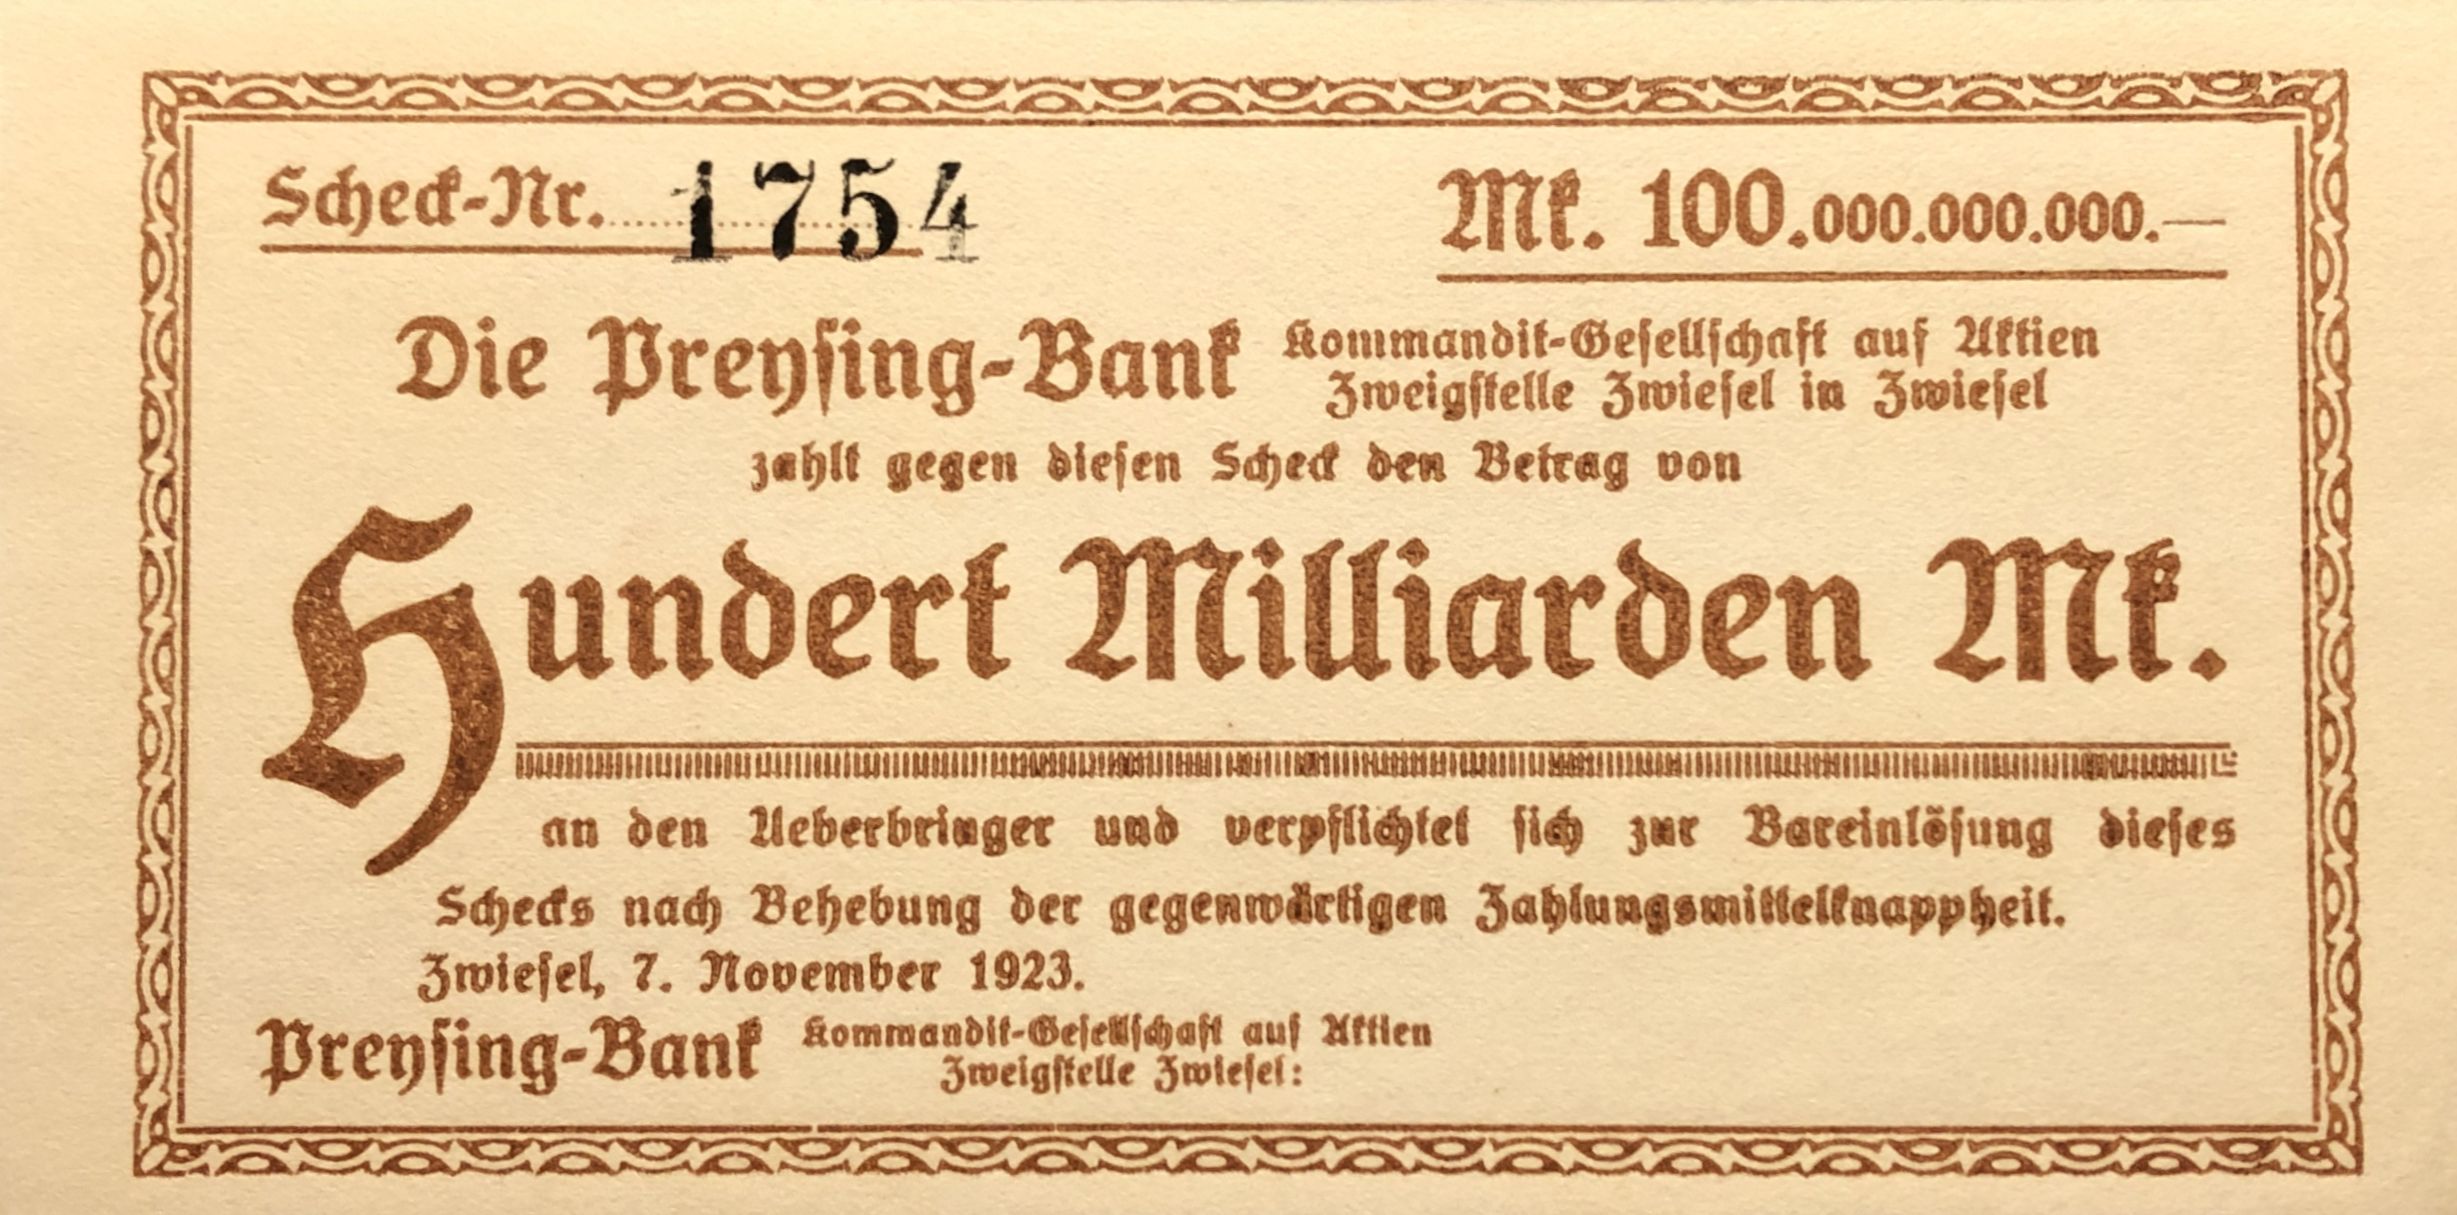 Scheck-Nr. 1754
Mk. 100.000.000.000.—
Die Preysing-Bank Kommandit-Gesellschaft auf Aktien
Zweigstelle Zwiesel in Zwiesel
zahlt gegen diesen Scheck den Betrag von
Hundert Milliarden Mk.
an den Ueberbringer und verpflichtet sich zur Bareinlösung dieses
Schecks nach Behebung der gegenwärtigen Zahlungsmittelknappheit.
Zwiesel, 7. November 1923.
Preysing-Bank Kommandit-Gesellschaft auf Aktien
Zweigstelle Zwiesel: